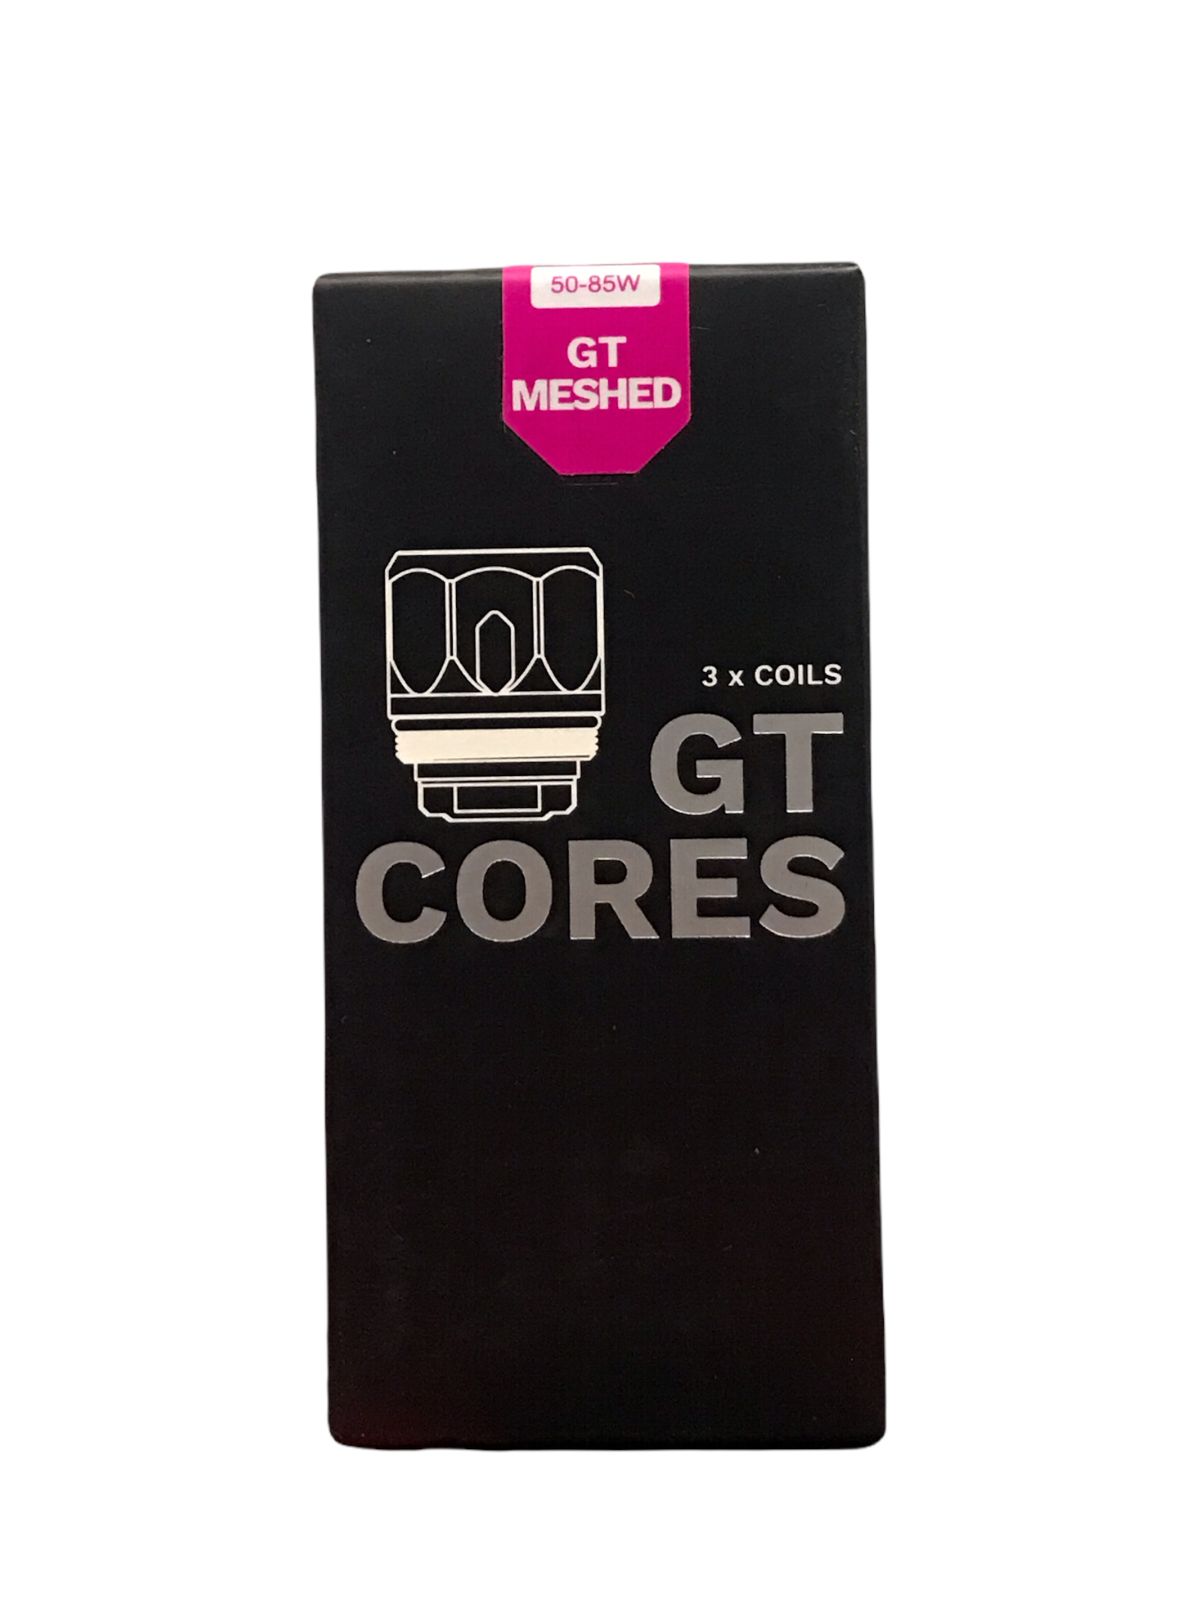 50-85W
GT
MESHED
3 x COILS
GT
CORES